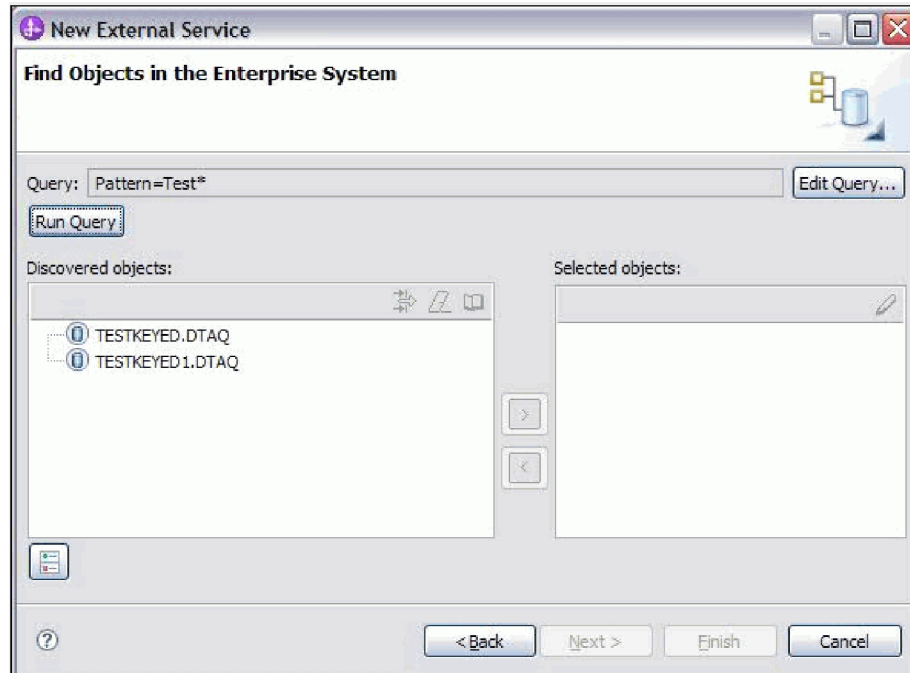 New External Service
Find Objects in the Enterprise System
Query: Pattern=Test* Edit Query...
Run Query
Discovered objects: Selected objects:
TESTKEYED.DTAQ
TESTKEYED1.DTAQ
>
<
? < Back Next > Finish Cancel